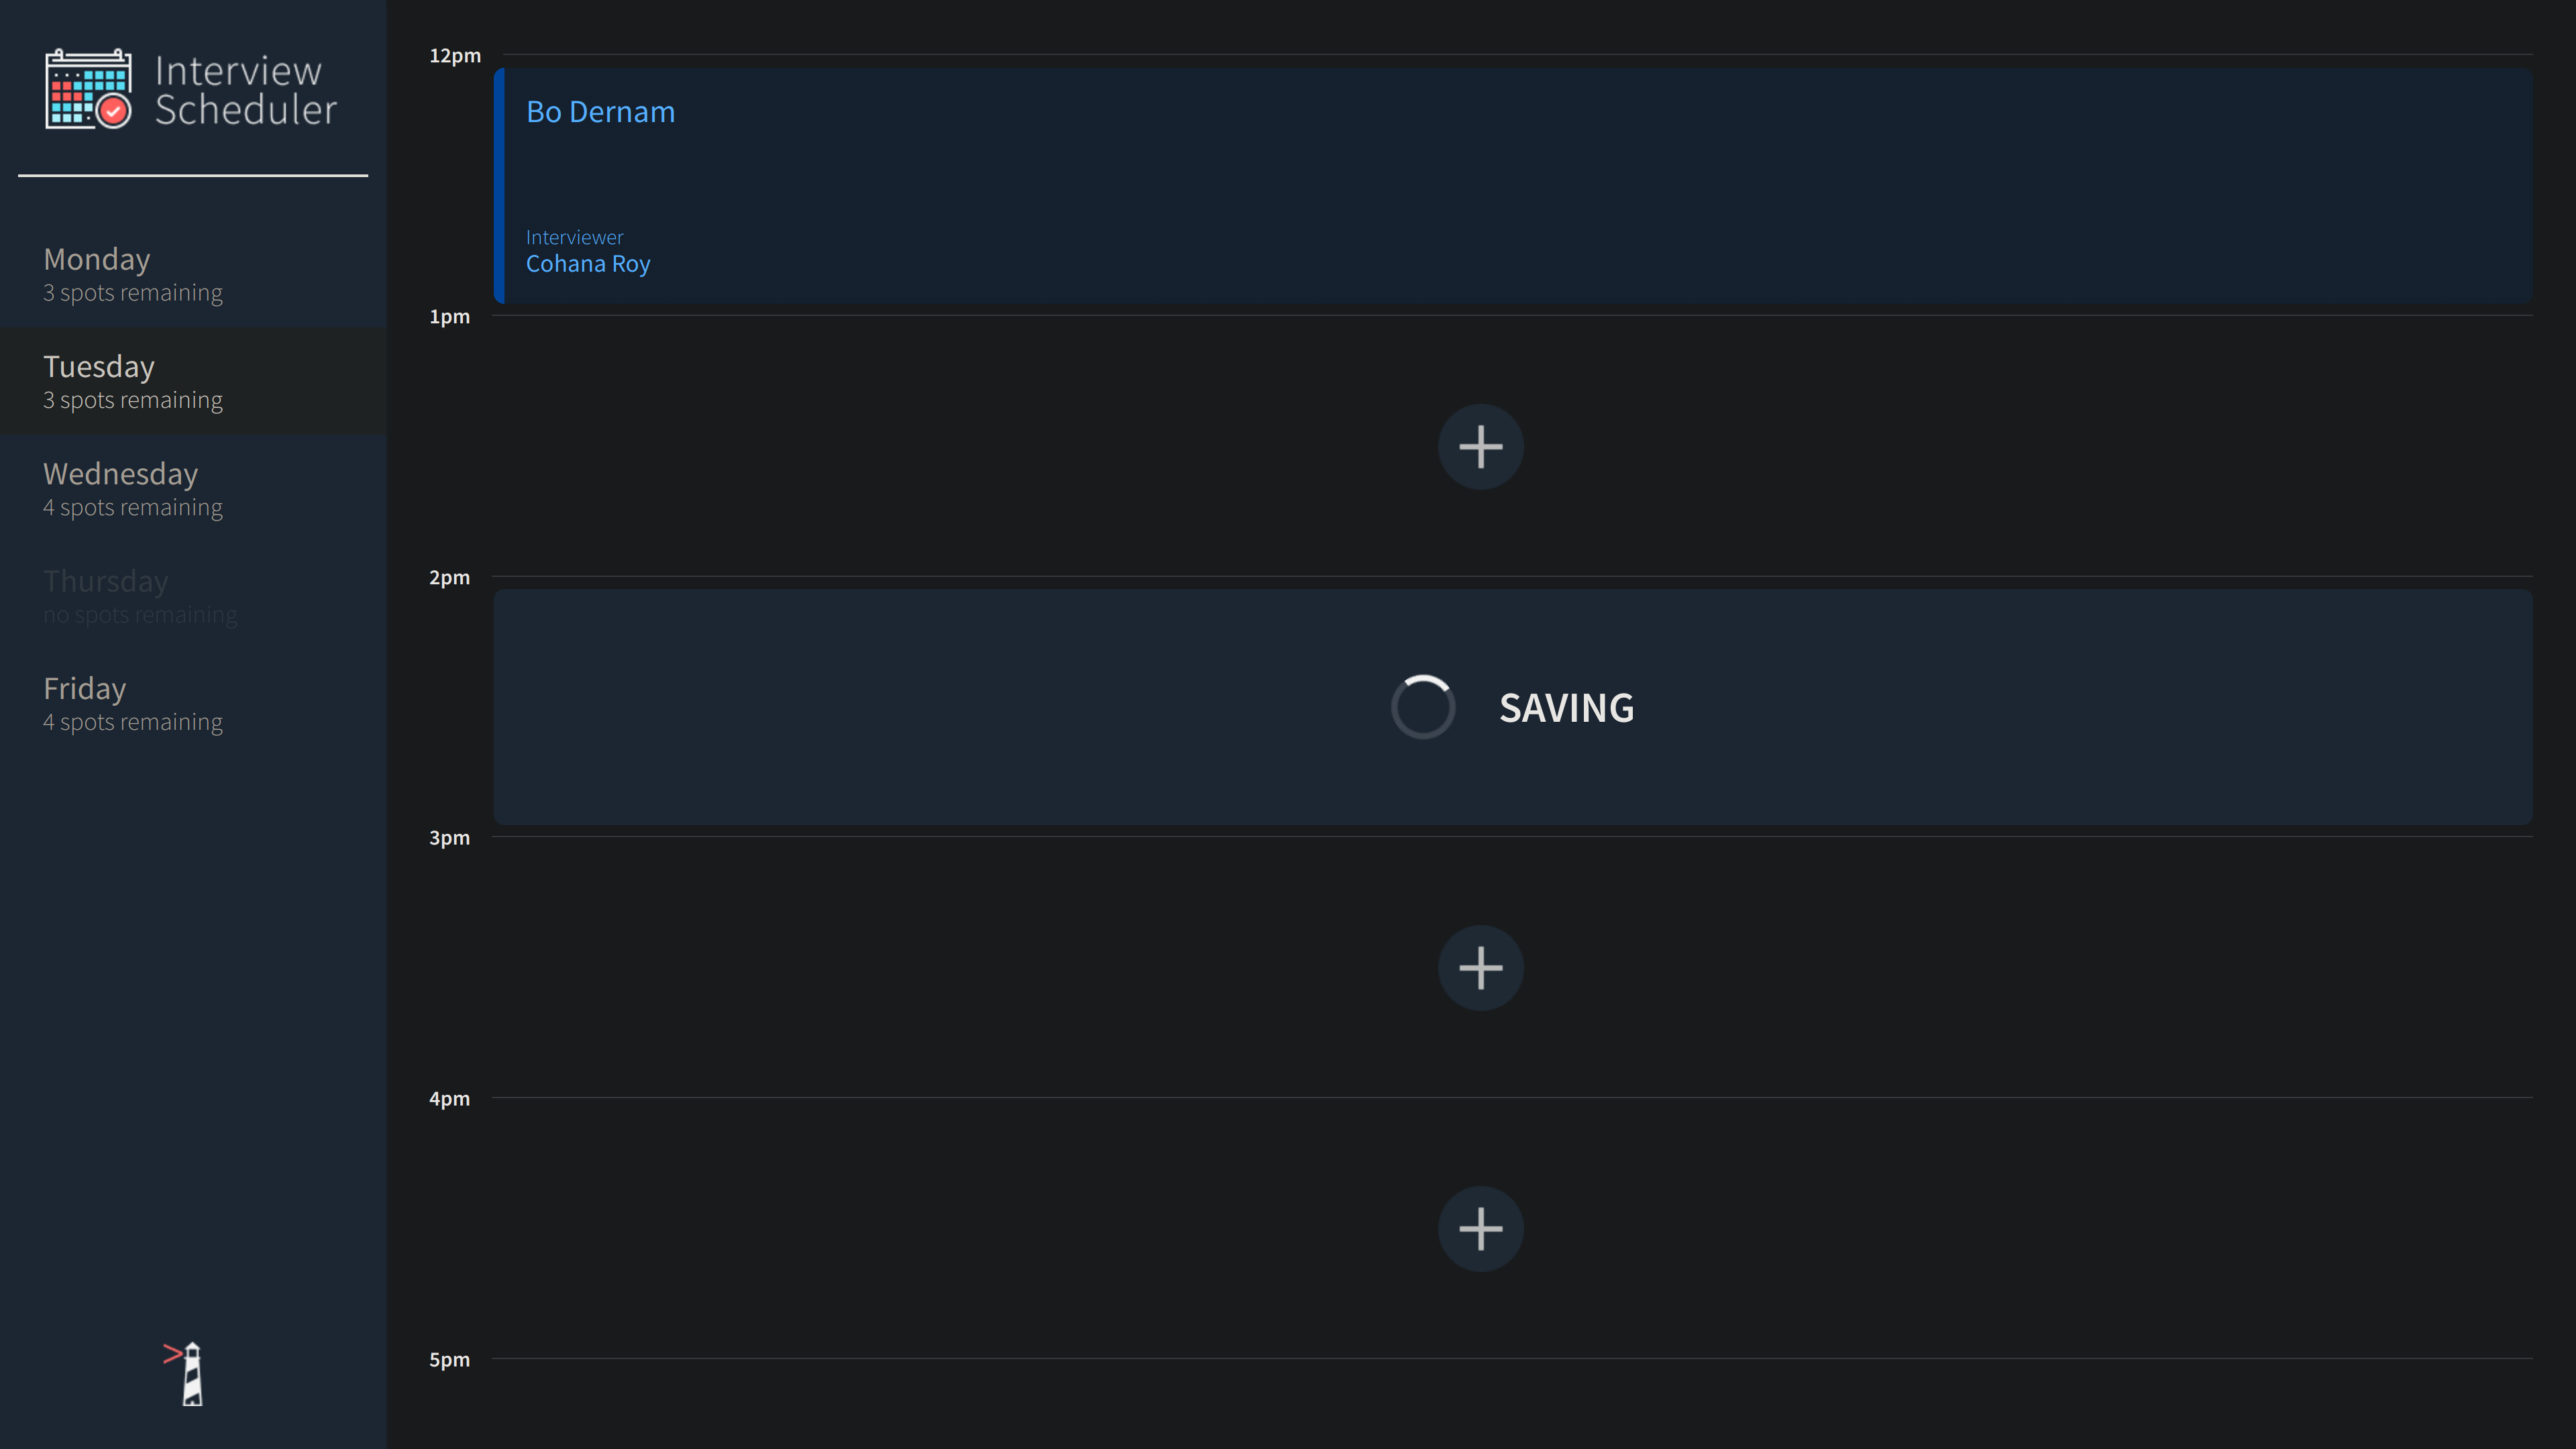 Interview
Scheduler
Monday
3 spots remaining
Tuesday
3 spots remaining
Wednesday
4 spots remaining
Thursday
no spots remaining
Friday
4 spots remaining
12pm
Bo Dernam
Interviewer
Cohana Roy
1pm
2pm
SAVING
3pm
4pm
5pm